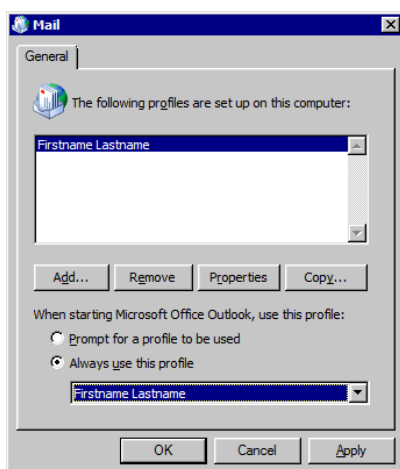 Mail
General
The following profiles are set up on this computer:
Firstname Lastname
Add...
Remove
Properties
Copy...
When starting Microsoft Office Outlook, use this profile:
Prompt for a profile to be used
Always use this profile
Firstname Lastname
OK
Cancel
Apply